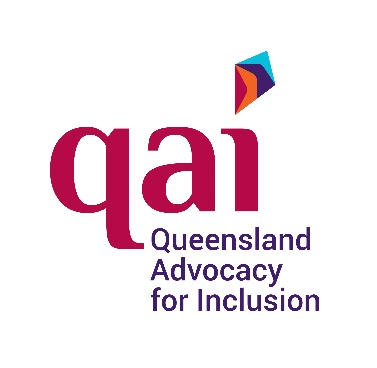 qai
Queensland
Advocacy
for Inclusion